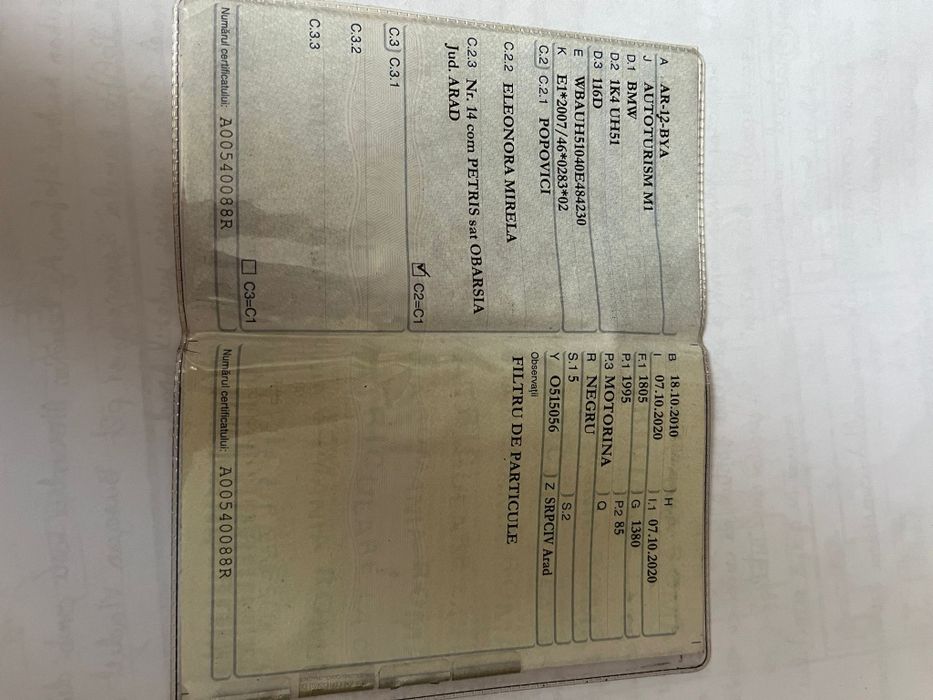 A AR-12-BYA
J AUTOTURISM M1
D.1 BMW
D.2 1K4 UH51
D.3 116D
E WBAUH51040E484230
K E1*2007/46*0283*02
C.2 C.2.1 POPOVICI
C.2.2 ELEONORA MIRELA
C.2.3 Nr. 14 com PETRIS sat OBARSIA
Jud. ARAD
C2=C1
C.3 C.3.1
C.3.2
C.3.3
C3=C1
Numărul certificatului: A00540088R
B 18.10.2010 H
I 07.10.2020 I.1 07.10.2020
F.1 1805 G 1380
P.1 1995 P.2 85
P.3 MOTORINA Q
R NEGRU
S.1 5 S.2
Y O515056 Z SRPCIV Arad
Observații
FILTRU DE PARTICULE
Numărul certificatului: A00540088R